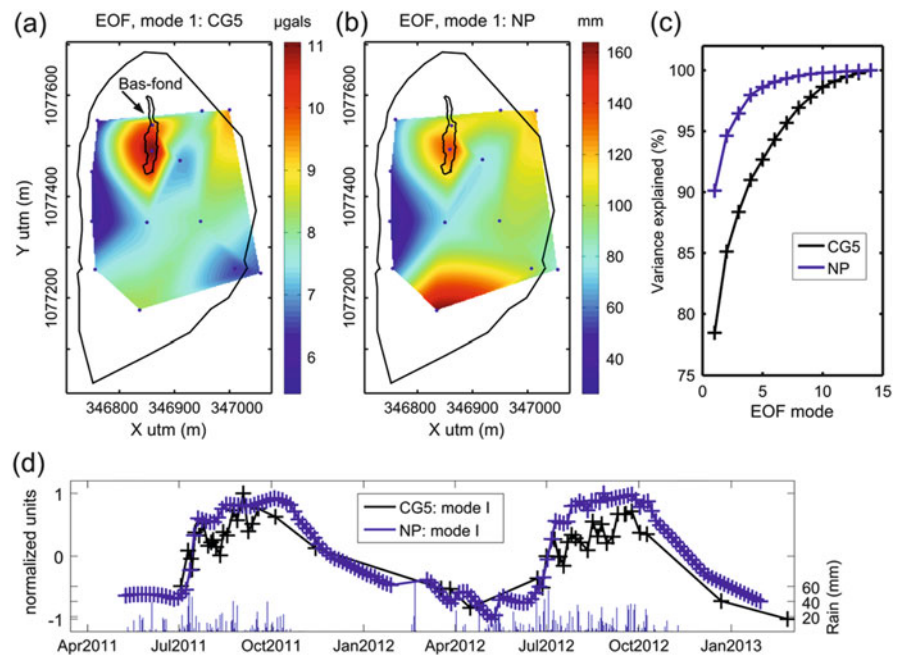 (a)
EOF, mode 1: CG5
µgals
Bas-fond
Y utm (m)
1077600
1077400
1077200
346800 346900 347000
X utm (m)
11
10
9
8
7
6
(b)
EOF, mode 1: NP
mm
1077600
1077400
1077200
346800 346900 347000
X utm (m)
160
140
120
100
80
60
40
(c)
Variance explained (%)
100
95
90
85
80
75
0 5 10 15
EOF mode
CG5
NP
(d)
normalized units
1
0
-1
CG5: mode I
NP: mode I
60
40
20
Rain (mm)
Apr2011 Jul2011 Oct2011 Jan2012 Apr2012 Jul2012 Oct2012 Jan2013